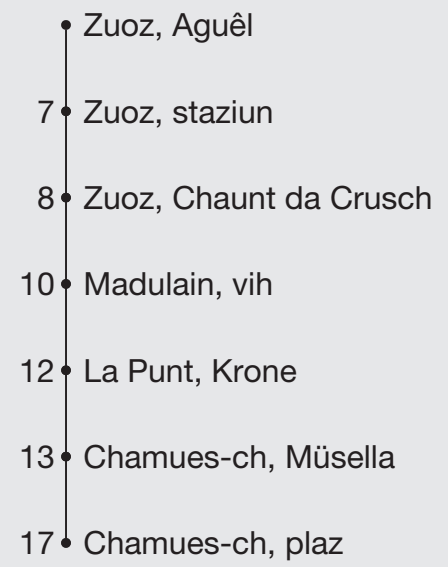 Zuoz, Aguêl
7 Zuoz, staziun
8 Zuoz, Chaunt da Crusch
10 Madulain, vih
12 La Punt, Krone
13 Chamues-ch, Müsella
17 Chamues-ch, plaz